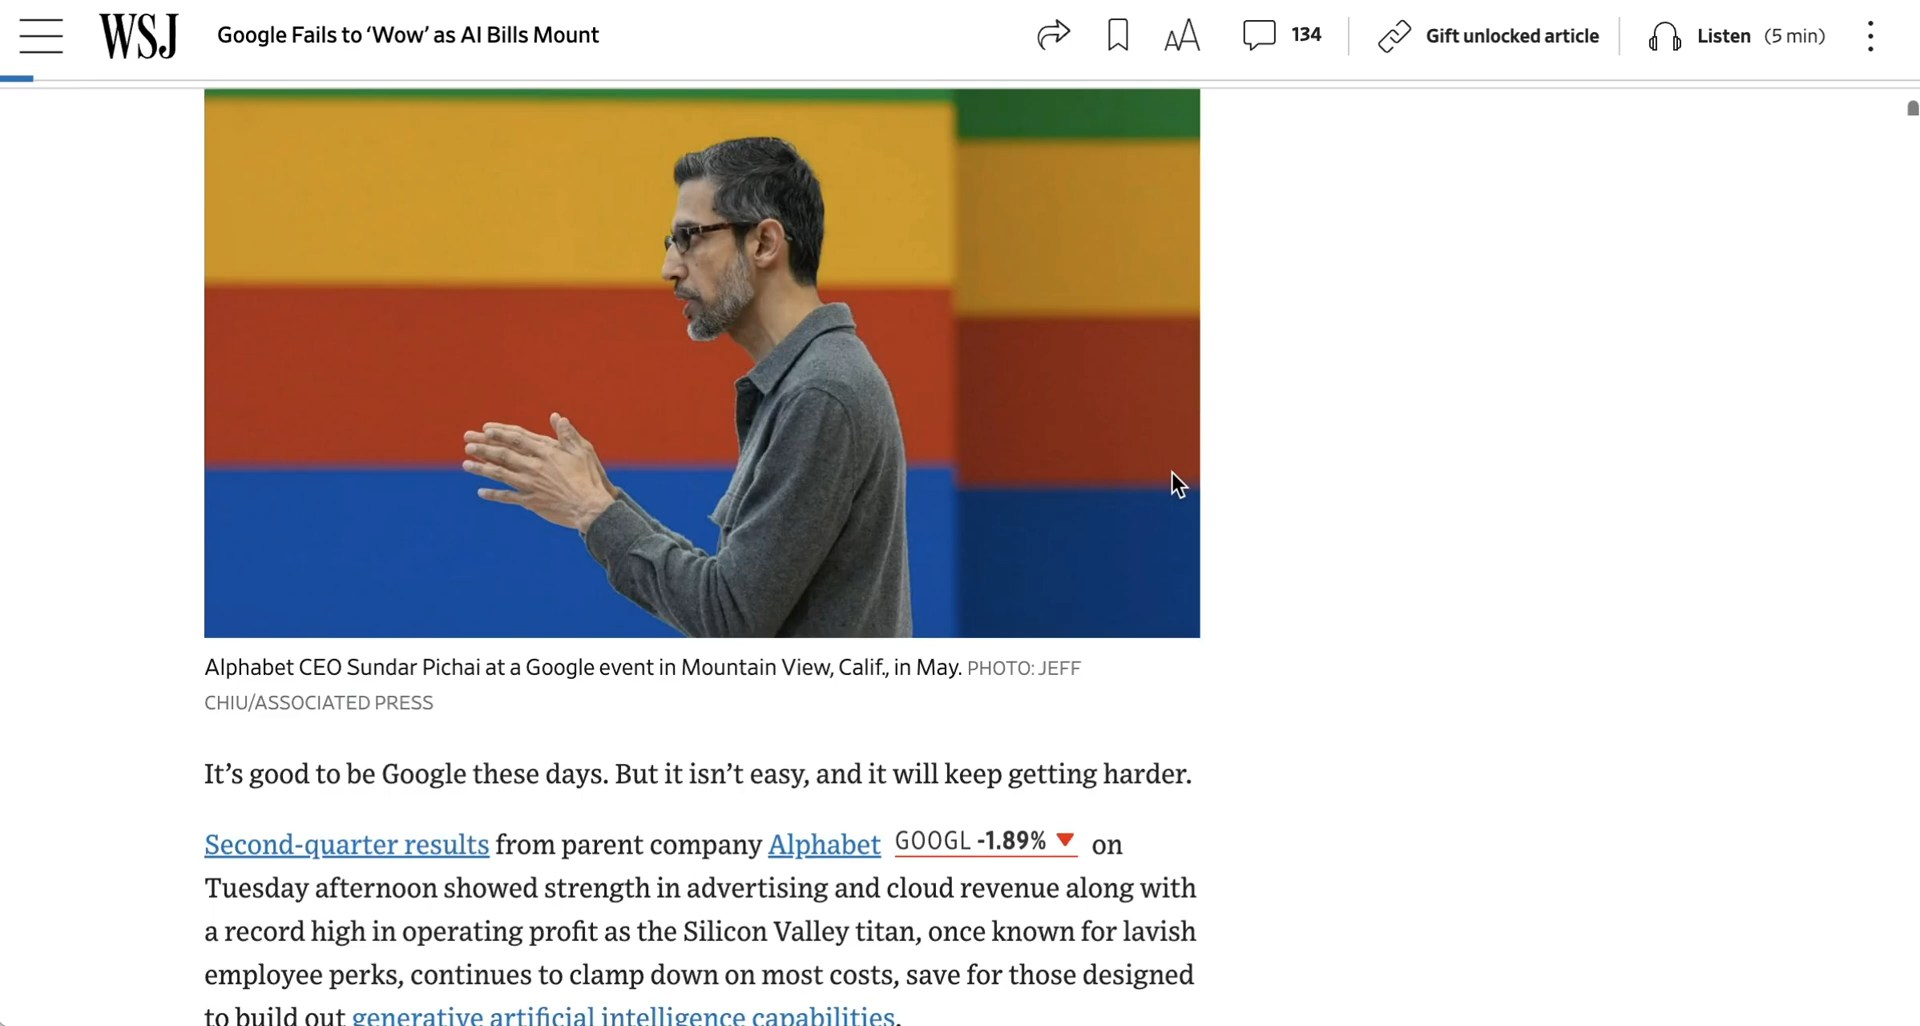 WSJ
Google Fails to ‘Wow’ as AI Bills Mount
AA
134
Gift unlocked article
Listen (5 min)
Alphabet CEO Sundar Pichai at a Google event in Mountain View, Calif., in May. PHOTO: JEFF
CHIU/ASSOCIATED PRESS
It’s good to be Google these days. But it isn’t easy, and it will keep getting harder.
Second-quarter results from parent company Alphabet GOOGL -1.89% ▼ on
Tuesday afternoon showed strength in advertising and cloud revenue along with
a record high in operating profit as the Silicon Valley titan, once known for lavish
employee perks, continues to clamp down on most costs, save for those designed
to build out generative artificial intelligence capabilities.